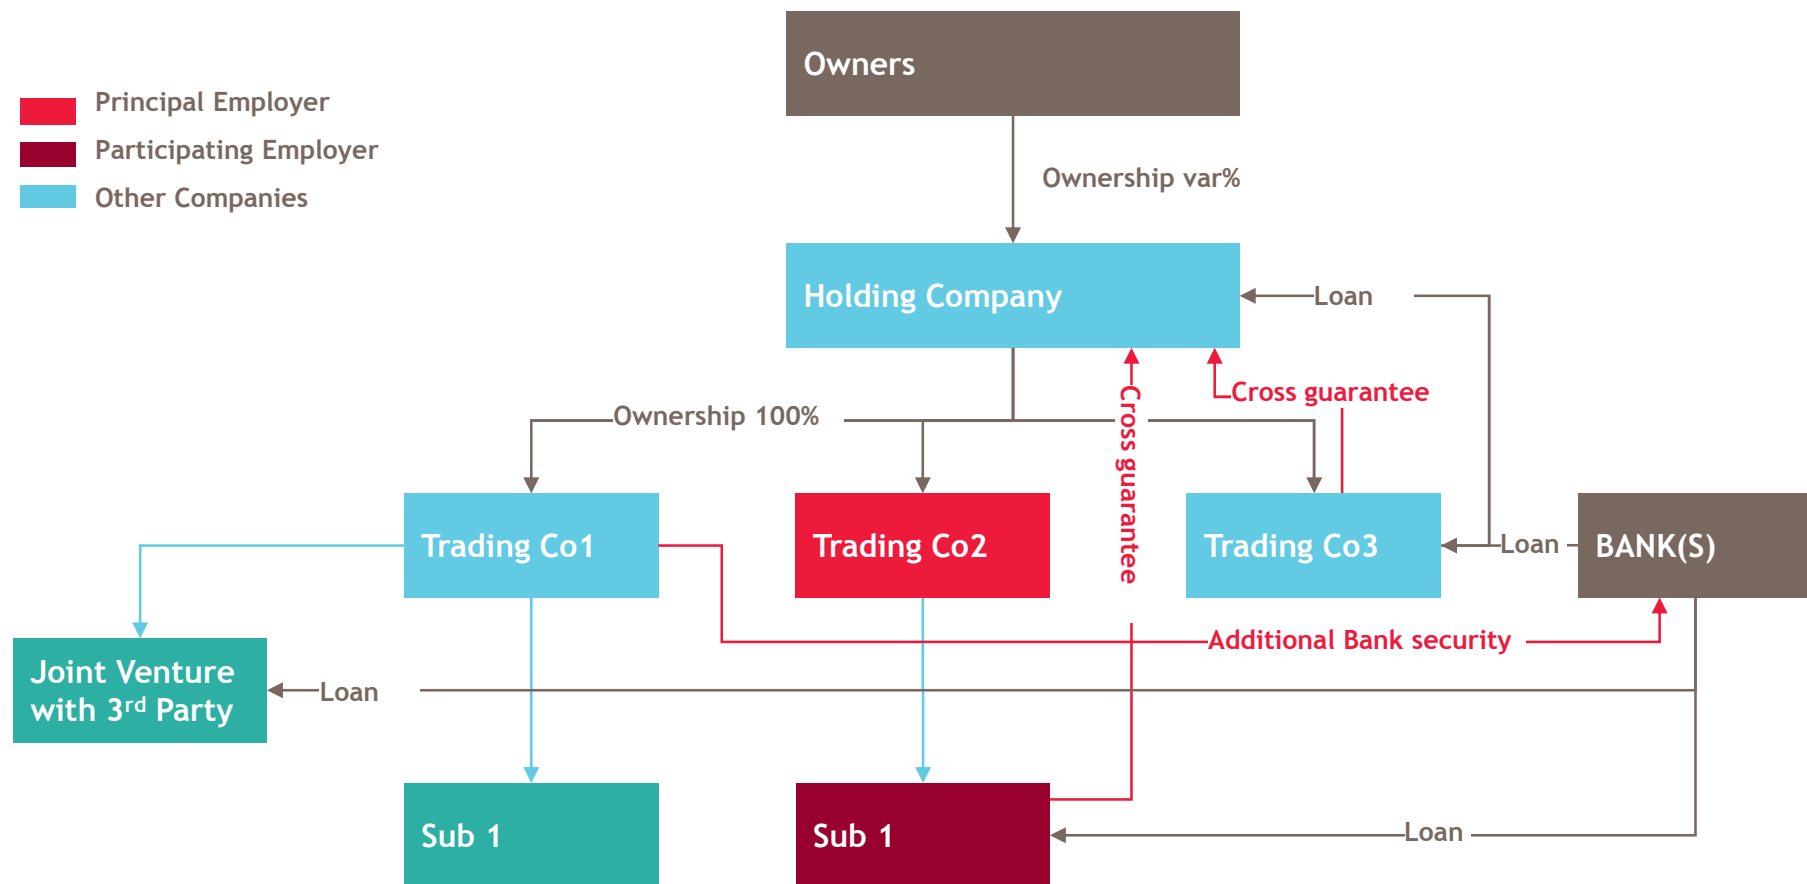 Owners
Principal Employer
Participating Employer
Other Companies
Ownership var%
Holding Company
Loan
Cross guarantee
Ownership 100%
Cross guarantee
Trading Co1
Trading Co2
Trading Co3
Loan
BANK(S)
Additional Bank security
Joint Venture
with 3rd Party
Loan
Sub 1
Sub 1
Loan